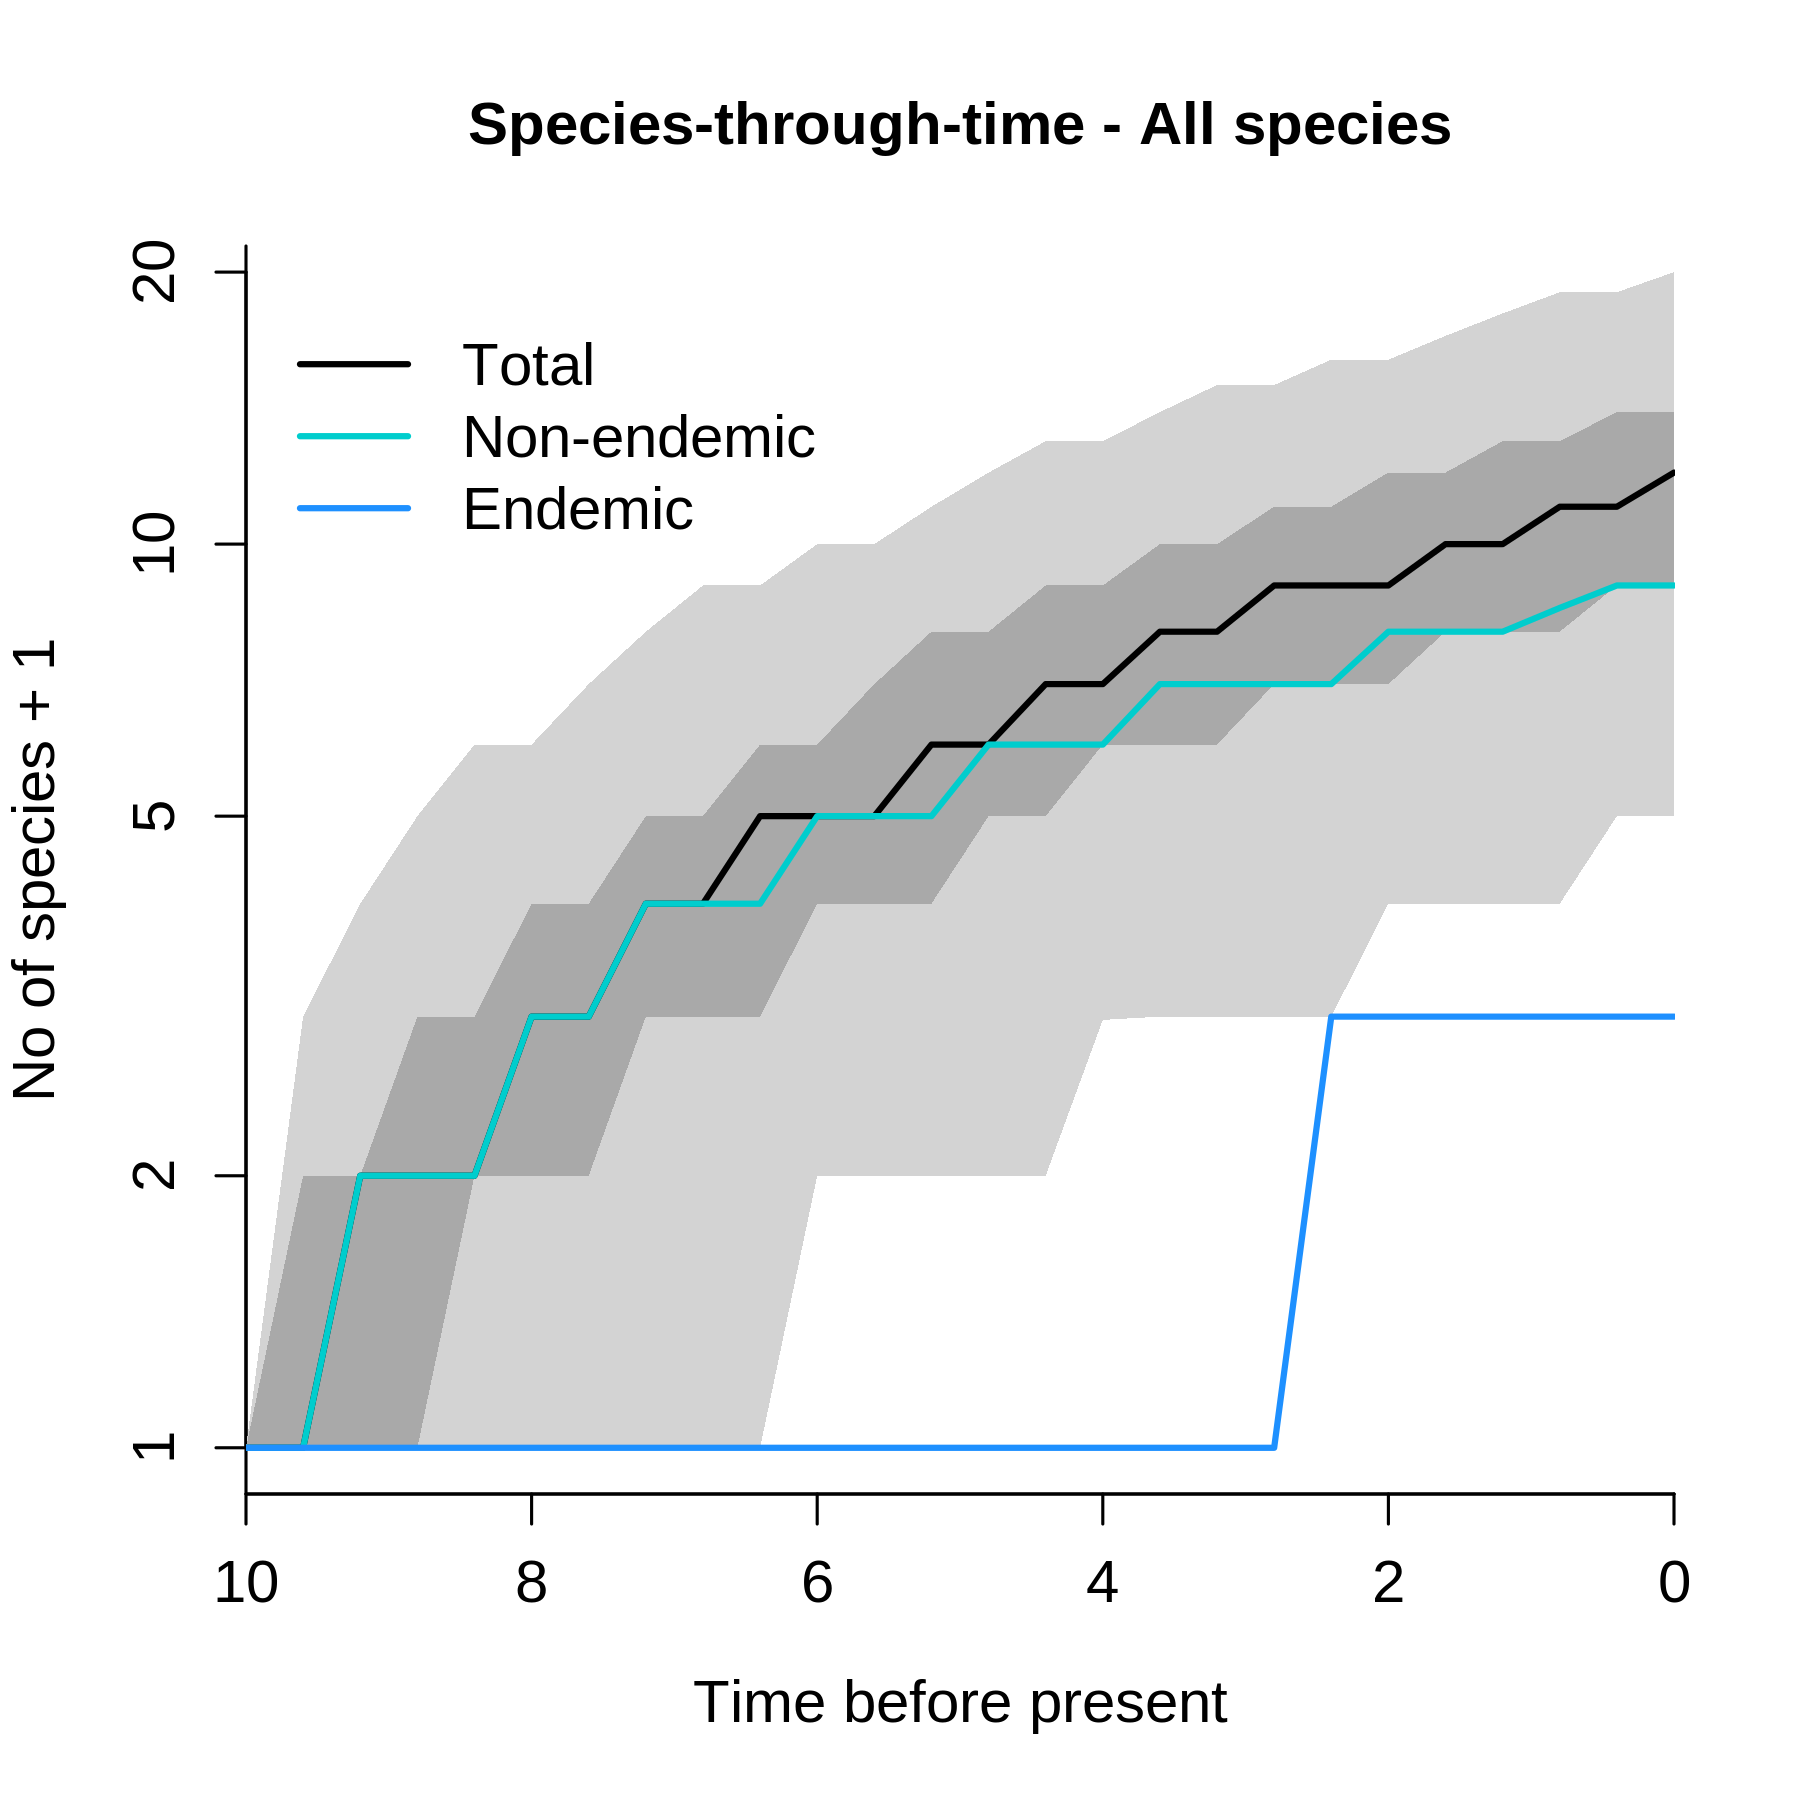 Species-through-time - All species
20
10
5
2
1
No of species + 1
Total
Non-endemic
Endemic
10 8 6 4 2 0
Time before present